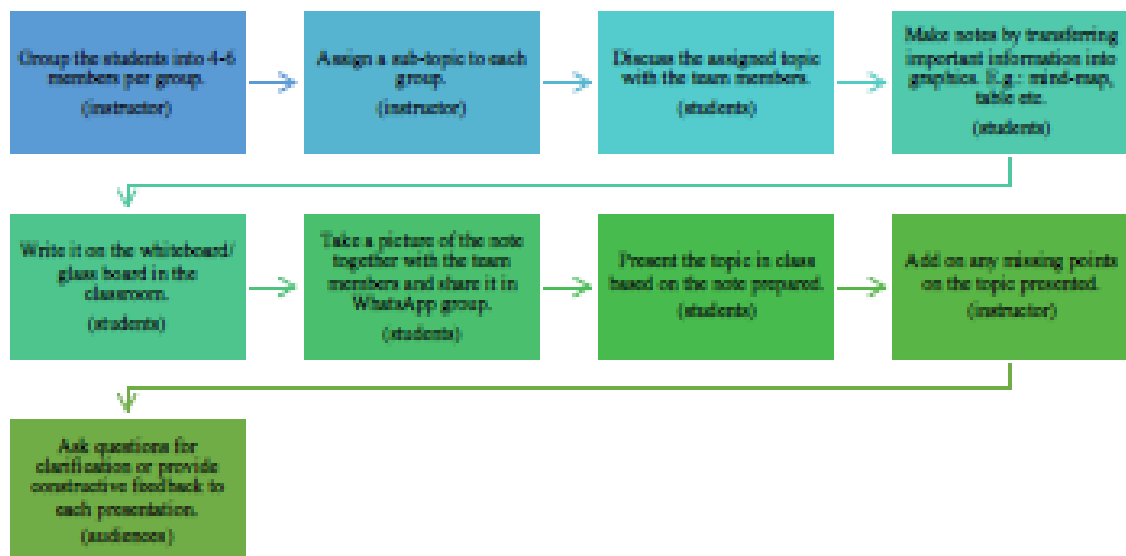 Group the students into 4-6
members per group.
(instructor)
Assign a sub-topic to each
group.
(instructor)
Discuss the assigned topic
with the team members.
(students)
Make notes by transferring
important information into
graphics. E.g.: mind-map,
table etc.
(students)
Write it on the whiteboard/
glass board in the
classroom.
(students)
Take a picture of the note
together with the team
members and share it in
WhatsApp group.
(students)
Present the topic in class
based on the note prepared.
(students)
Add on any missing points
on the topic presented.
(instructor)
Ask questions for
clarification or provide
constructive feedback to
each presentation.
(audiences)